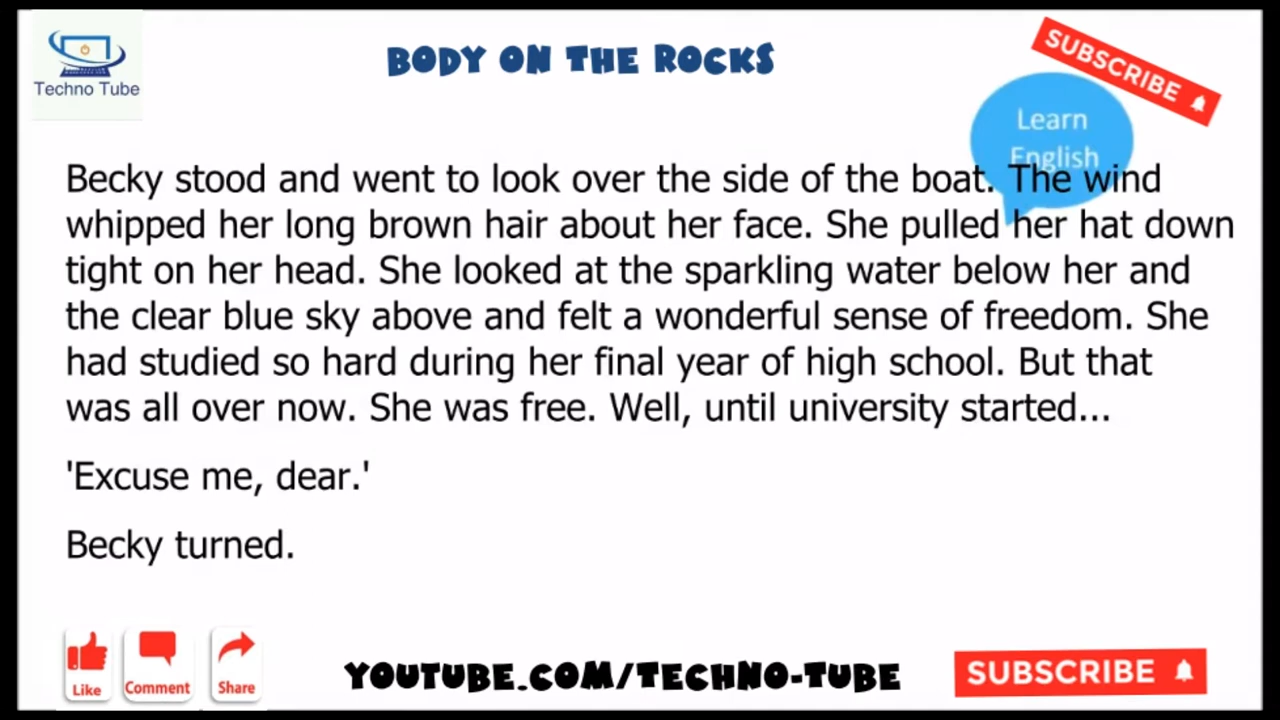 Techno Tube
BODY ON THE ROCKS
SUBSCRIBE
Learn
English
Becky stood and went to look over the side of the boat. The wind
whipped her long brown hair about her face. She pulled her hat down
tight on her head. She looked at the sparkling water below her and
the clear blue sky above and felt a wonderful sense of freedom. She
had studied so hard during her final year of high school. But that
was all over now. She was free. Well, until university started...
'Excuse me, dear.'
Becky turned.
Like
Comment
Share
YOUTUBE.COM/TECHNO-TUBE
SUBSCRIBE